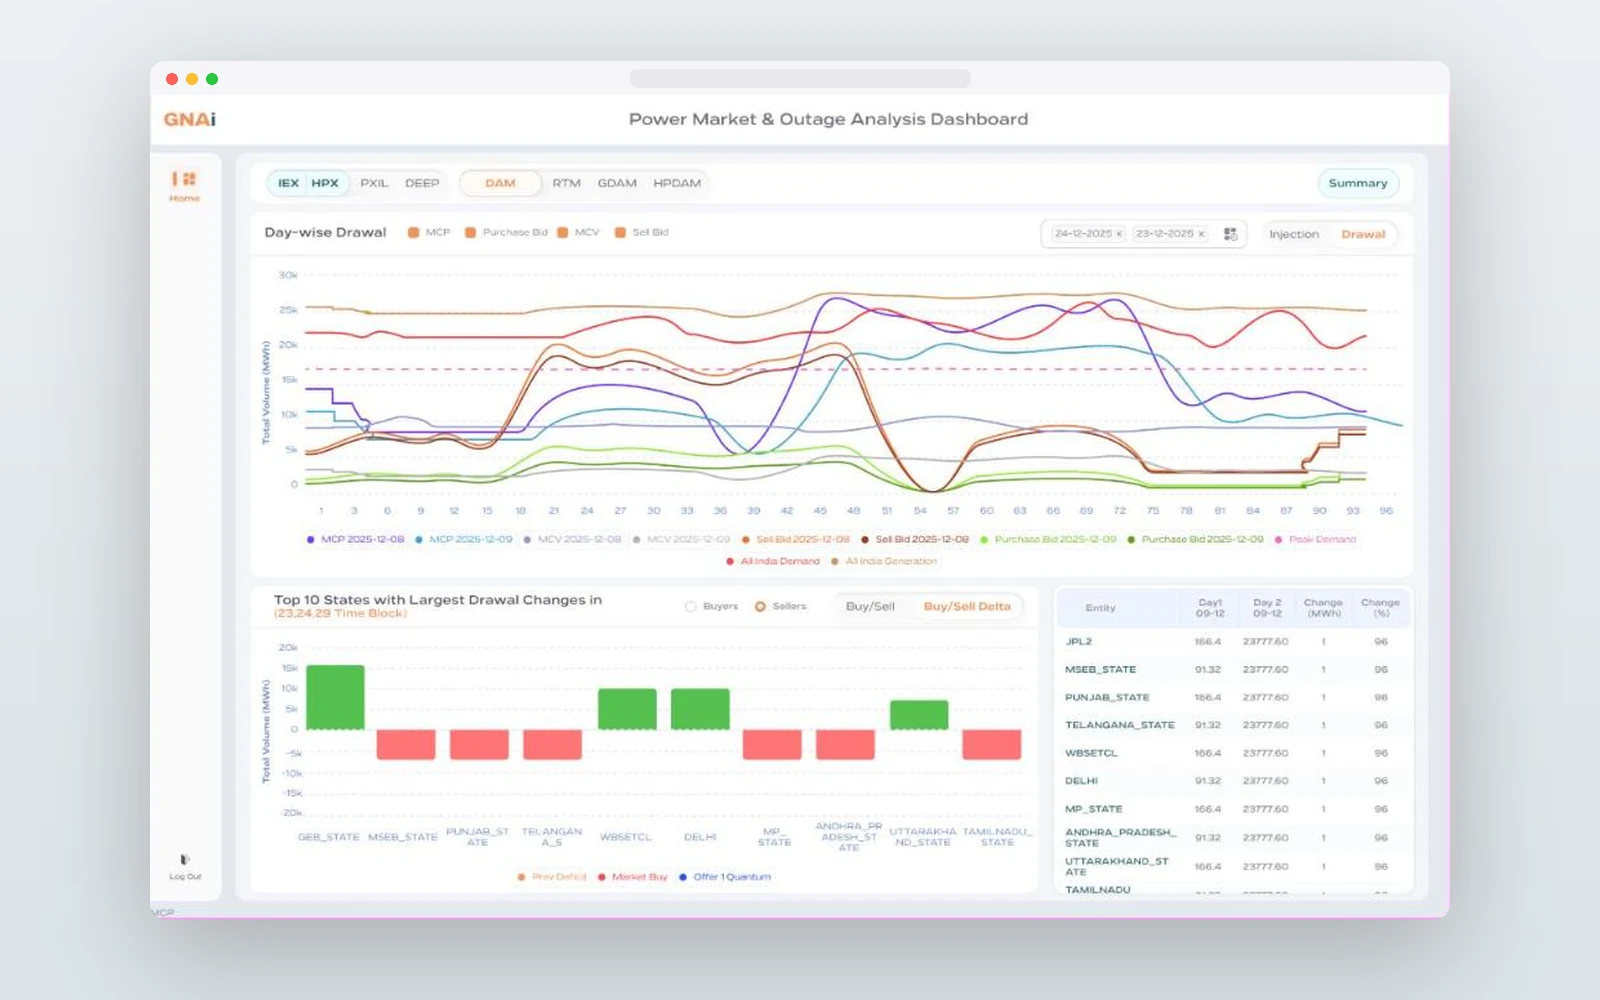 GNAi
Power Market & Outage Analysis Dashboard
Home
IEX HPX PXIL DEEP DAM RTM GDAM HPDAM
Summary
Day-wise Drawal MCP Purchase Bid MCV Sell Bid
24-12-2025 × 23-12-2025 ×
Injection Drawal
Total Volume (MWh)
30k
25k
20k
15k
10k
5k
0
1 3 6 9 12 15 18 21 24 27 30 33 36 39 42 45 48 51 54 57 60 63 66 69 72 75 78 81 84 87 90 93 96
MCP 2025-12-08 MCP 2025-12-09 MCV 2025-12-08 MCV 2025-12-09 Sell Bid 2025-12-08 Sell Bid 2025-12-08 Purchase Bid 2025-12-09 Purchase Bid 2025-12-09 Peak Demand
All India Demand All India Generation
Top 10 States with Largest Drawal Changes in
(23,24,29 Time Block)
Buyers Sellers Buy/Sell Buy/Sell Delta
Total Volume (MWh)
20k
15k
10k
5k
0
-5k
-10k
-15k
-20k
GEB_STATE MSEB_STATE PUNJAB_ST
ATE
TELANGAN
A_S
WBSETCL DELHI
MP_
STATE
ANDHRA_PR
ADESH_ST
ATE
UTTARAKHA
ND_STATE
TAMILNADU_
STATE
Prev Deficit Market Buy Offer 1 Quantum
Entity Day1
09-12
Day 2
09-12
Change
(MWh)
Change
(%)
JPL2 166.4 23777.60 1 96
MSEB_STATE 91.32 23777.60 1 96
PUNJAB_STATE 166.4 23777.60 1 96
TELANGANA_STATE 91.32 23777.60 1 96
WBSETCL 166.4 23777.60 1 96
DELHI 91.32 23777.60 1 96
MP_STATE 166.4 23777.60 1 96
ANDHRA_PRADESH_
STATE 91.32 23777.60 1 96
UTTARAKHAND_ST
ATE 166.4 23777.60 1 96
TAMILNADU
Log Out
MCP